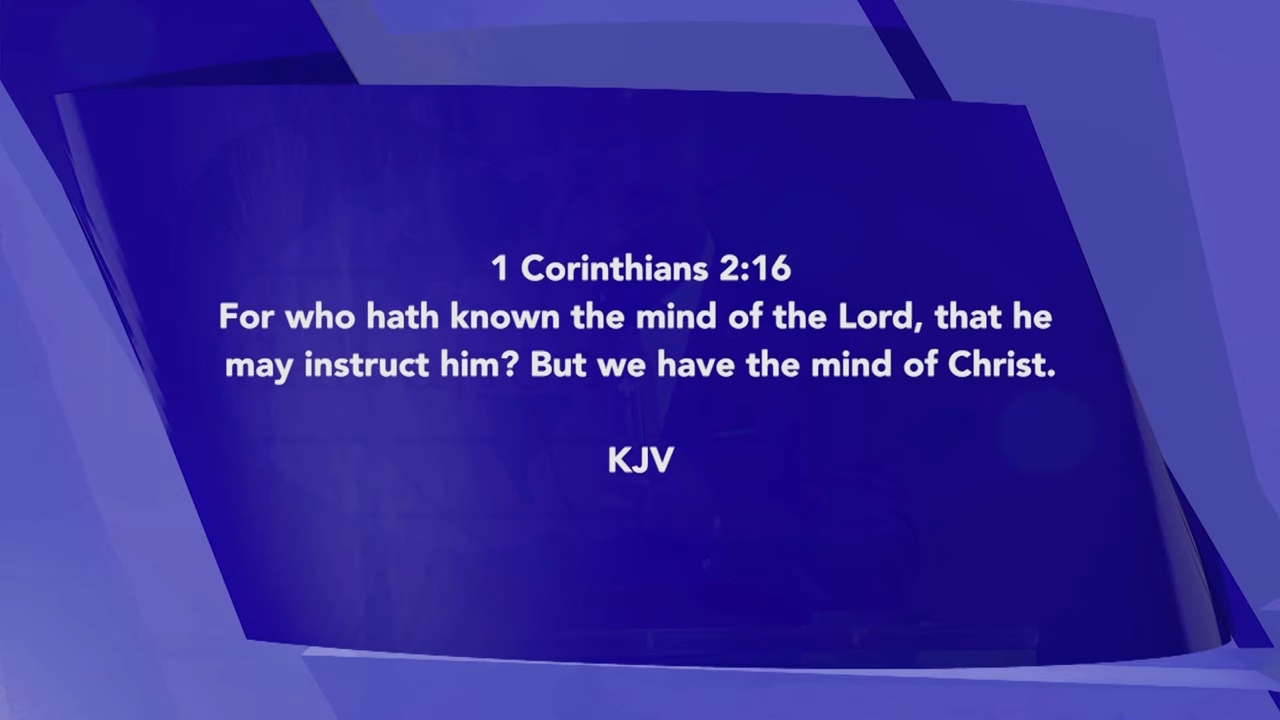 1 Corinthians 2:16
For who hath known the mind of the Lord, that he
may instruct him? But we have the mind of Christ.
KJV